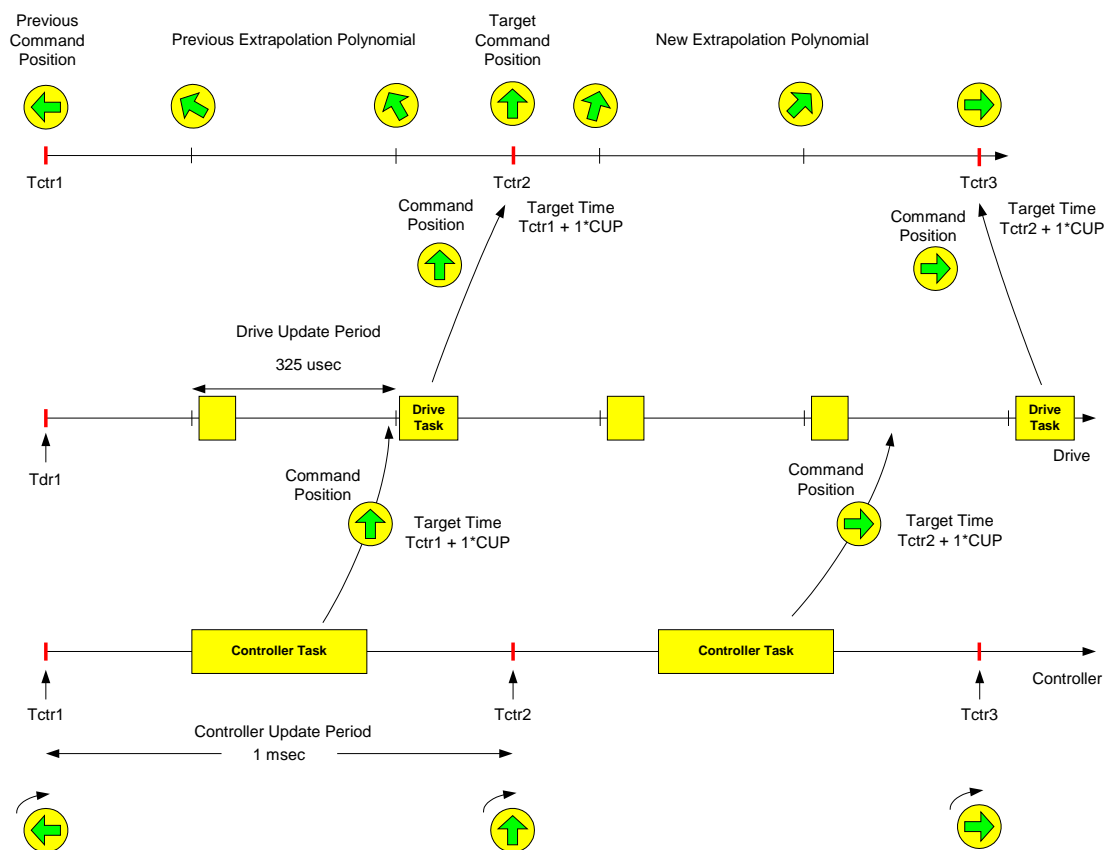 Previous
Command
Position
Previous Extrapolation Polynomial
Target
Command
Position
New Extrapolation Polynomial
Tctr1
Tctr2
Tctr3
Command
Position
Target Time
Tctr1 + 1*CUP
Command
Position
Target Time
Tctr2 + 1*CUP
Drive Update Period
325 usec
Drive
Task
Drive
Task
Drive
Tdr1
Command
Position
Target Time
Tctr1 + 1*CUP
Command
Position
Target Time
Tctr2 + 1*CUP
Controller Task
Controller Task
Controller
Tctr1
Tctr2
Tctr3
Controller Update Period
1 msec